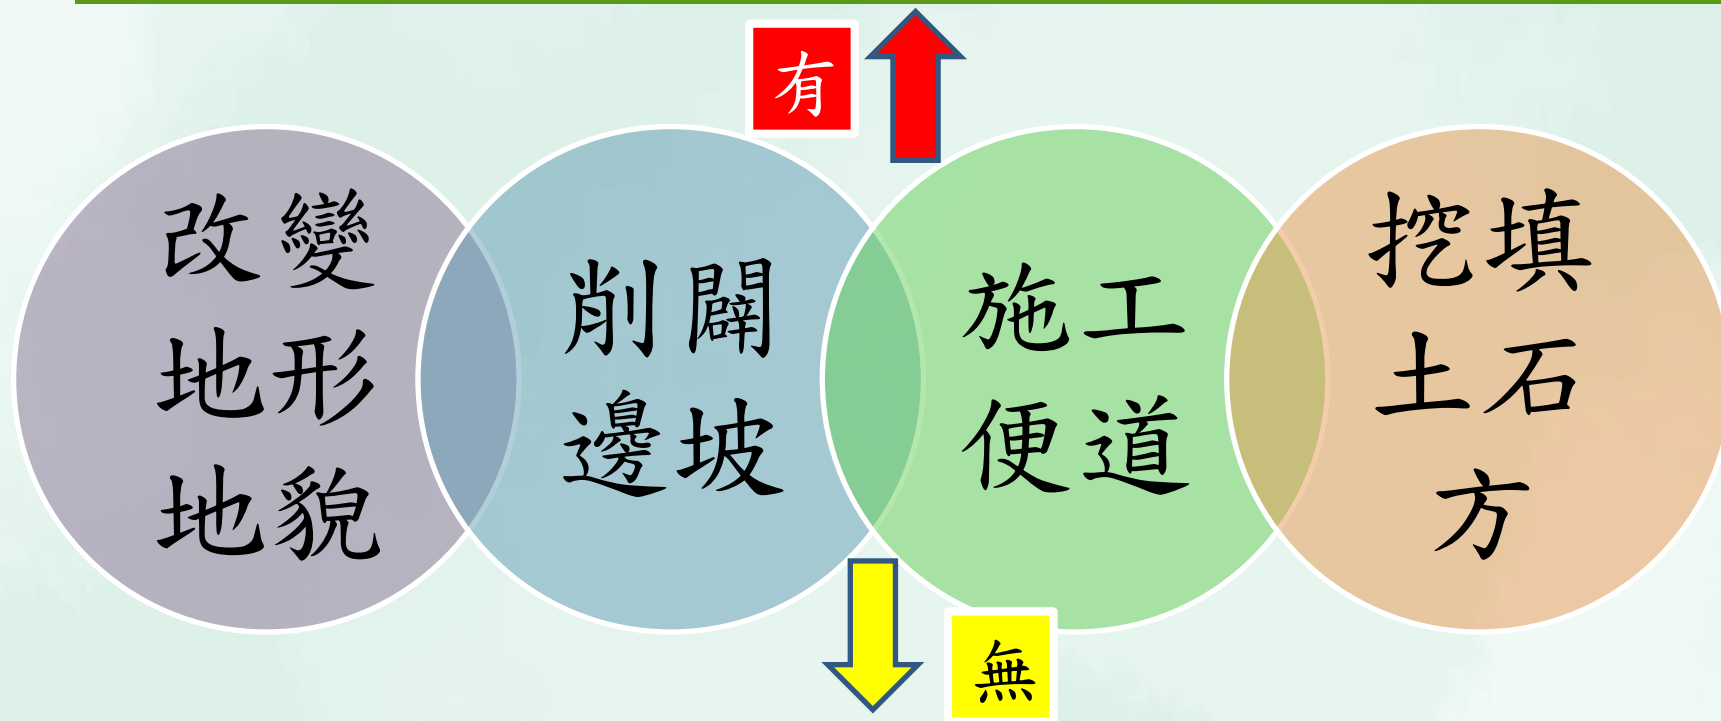 有
改變
地形
地貌
削闢
邊坡
施工
便道
挖填
土石
方
無